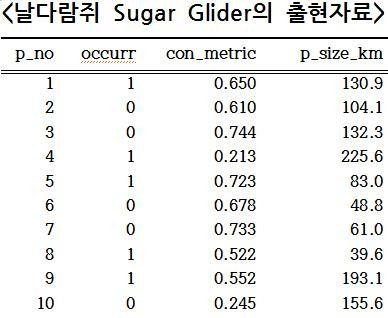 <날다람쥐 Sugar Glider의 출현자료>
p_no occurr con_metric p_size_km
1 1 0.650 130.9
2 0 0.610 104.1
3 0 0.744 132.3
4 1 0.213 225.6
5 1 0.723 83.0
6 0 0.678 48.8
7 0 0.733 61.0
8 1 0.522 39.6
9 1 0.552 193.1
10 0 0.245 155.6